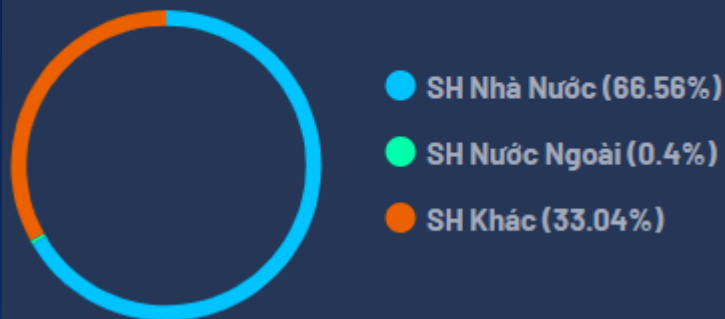 SH Nhà Nước (66.56%)
SH Nước Ngoài (0.4%)
SH Khác (33.04%)